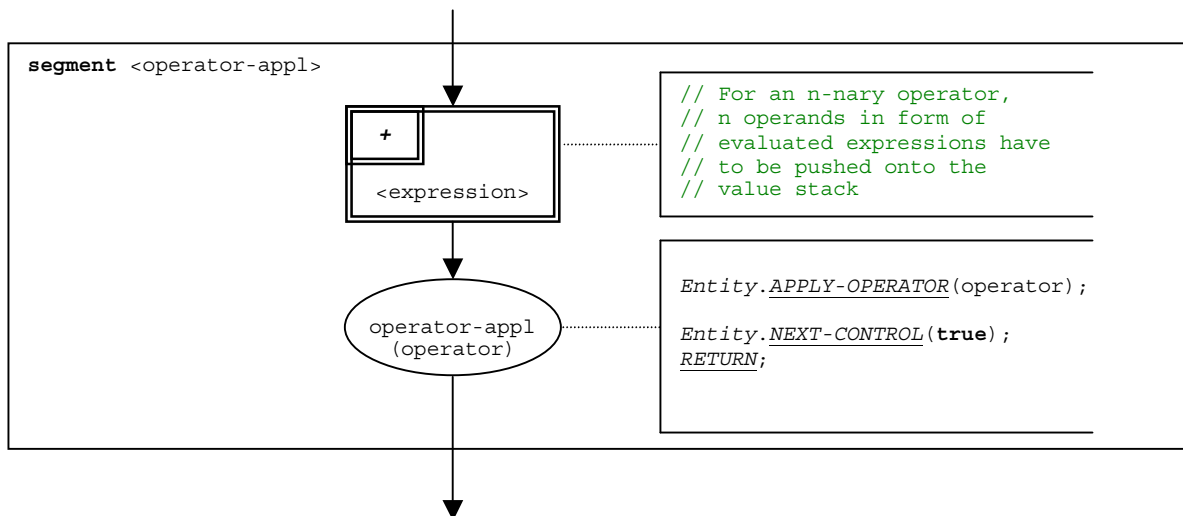 segment <operator-appl>
+
<expression>
// For an n-nary operator,
// n operands in form of
// evaluated expressions have
// to be pushed onto the
// value stack
operator-appl
(operator)
Entity.APPLY-OPERATOR(operator);
Entity.NEXT-CONTROL(true);
RETURN;